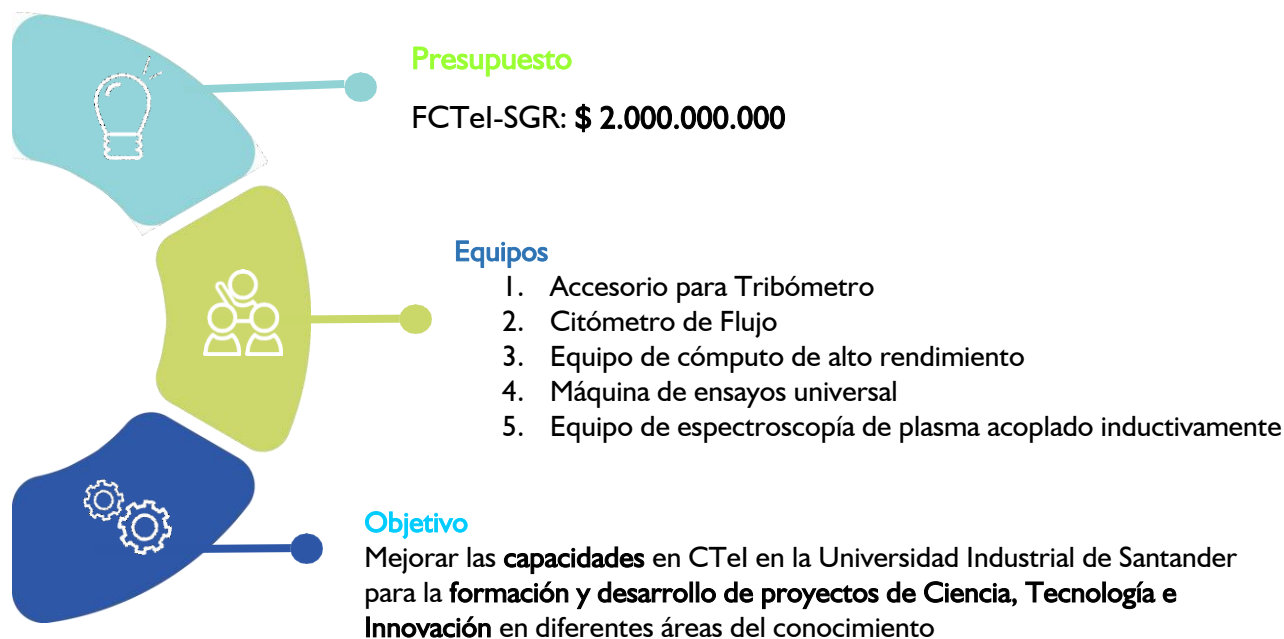 Presupuesto
FCTeI-SGR: $ 2.000.000.000
Equipos
1. Accesorio para Tribómetro
2. Citómetro de Flujo
3. Equipo de cómputo de alto rendimiento
4. Máquina de ensayos universal
5. Equipo de espectroscopía de plasma acoplado inductivamente
Objetivo
Mejorar las capacidades en CTeI en la Universidad Industrial de Santander
para la formación y desarrollo de proyectos de Ciencia, Tecnología e
Innovación en diferentes áreas del conocimiento